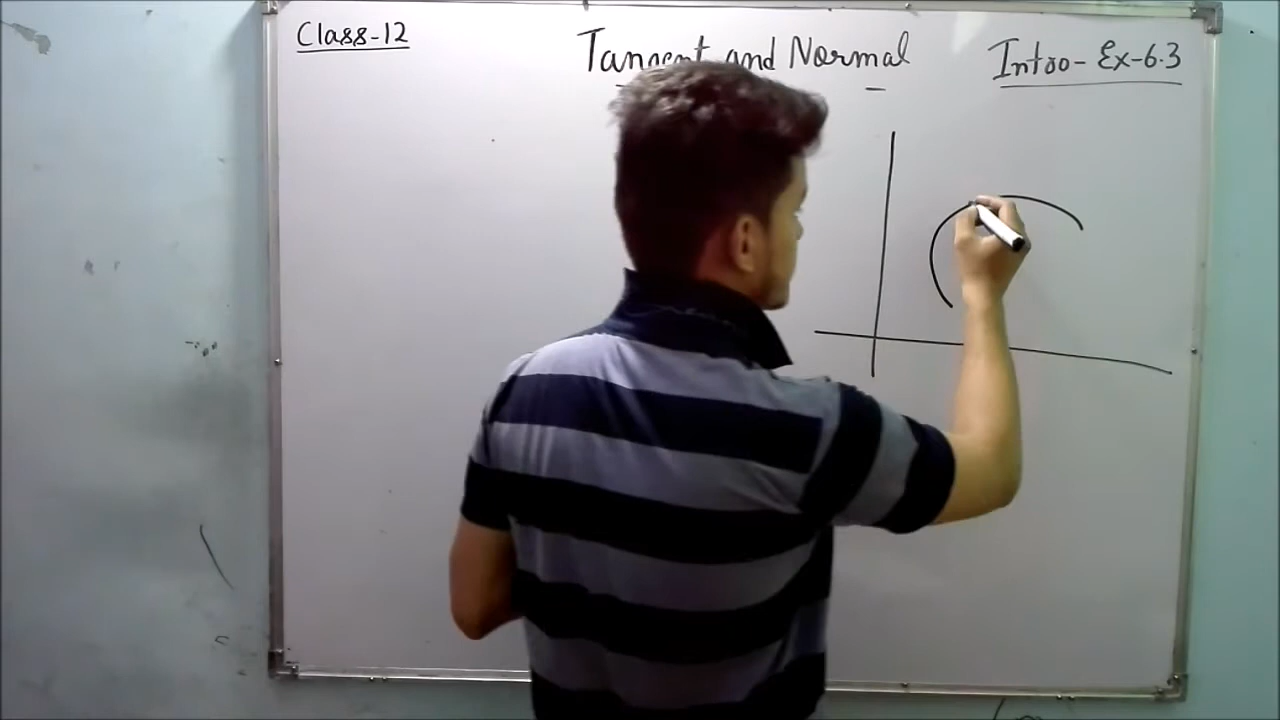 Class-12
Tangent and Normal
Intro- Ex-6.3